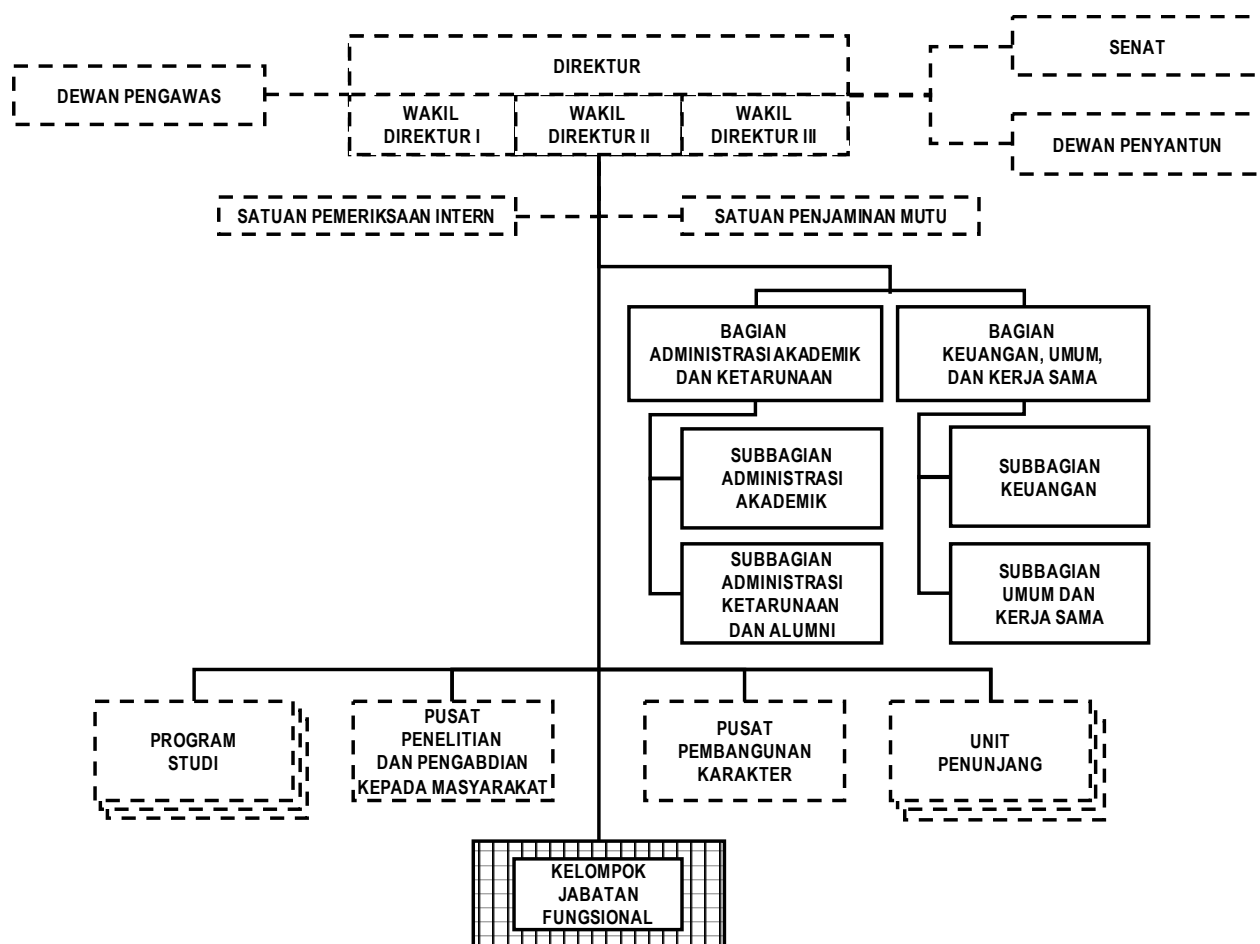 DIREKTUR
SENAT
DEWAN PENGAWAS
WAKIL
DIREKTUR I
WAKIL
DIREKTUR II
WAKIL
DIREKTUR III
DEWAN PENYANTUN
SATUAN PEMERIKSAAN INTERN
SATUAN PENJAMINAN MUTU
BAGIAN
ADMINISTRASI AKADEMIK
DAN KETARUNAAN
BAGIAN
KEUANGAN, UMUM,
DAN KERJA SAMA
SUBBAGIAN
ADMINISTRASI
AKADEMIK
SUBBAGIAN
KEUANGAN
SUBBAGIAN
ADMINISTRASI
KETARUNAAN
DAN ALUMNI
SUBBAGIAN
UMUM DAN
KERJA SAMA
PROGRAM
STUDI
PUSAT
PENELITIAN
DAN PENGABDIAN
KEPADA MASYARAKAT
PUSAT
PEMBANGUNAN
KARAKTER
UNIT
PENUNJANG
KELOMPOK
JABATAN
FUNGSIONAL